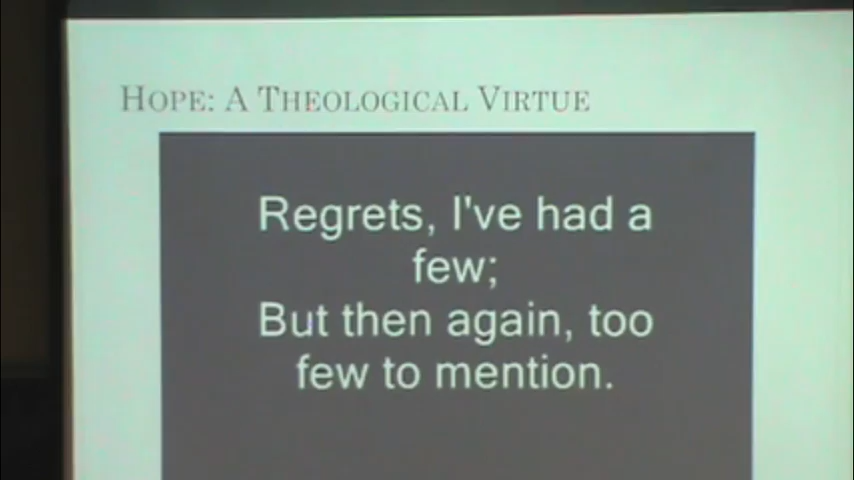 HOPE: A THEOLOGICAL VIRTUE
Regrets, I've had a
few;
But then again, too
few to mention.